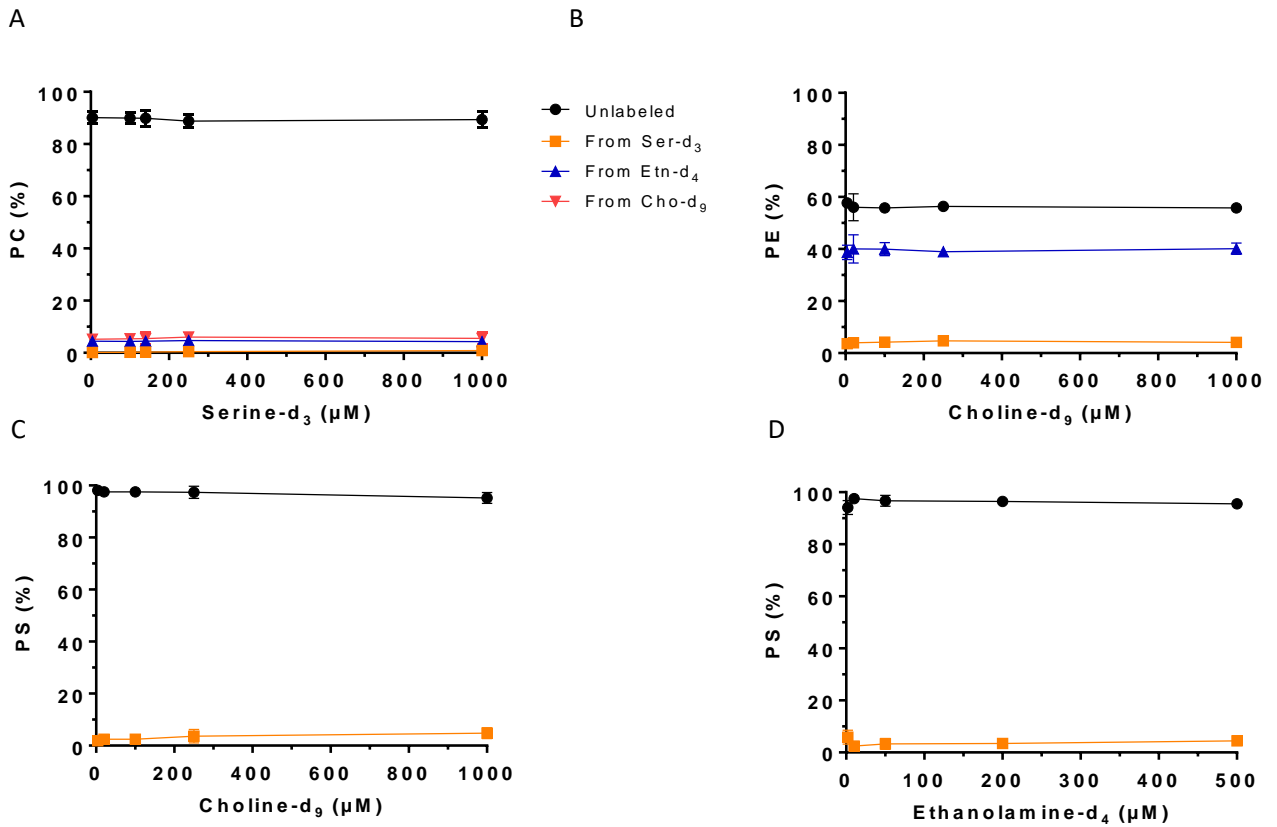 A
B
100
80
60
40
20
0
PC (%)
0 200 400 600 800 1000
Serine-d₃ (µM)
Unlabeled
From Ser-d₃
From Etn-d₄
From Cho-d₉
100
80
60
40
20
0
PE (%)
0 200 400 600 800 1000
Choline-d₉ (µM)
C
D
100
80
60
40
20
0
PS (%)
0 200 400 600 800 1000
Choline-d₉ (µM)
100
80
60
40
20
0
PS (%)
0 100 200 300 400 500
Ethanolamine-d₄ (µM)